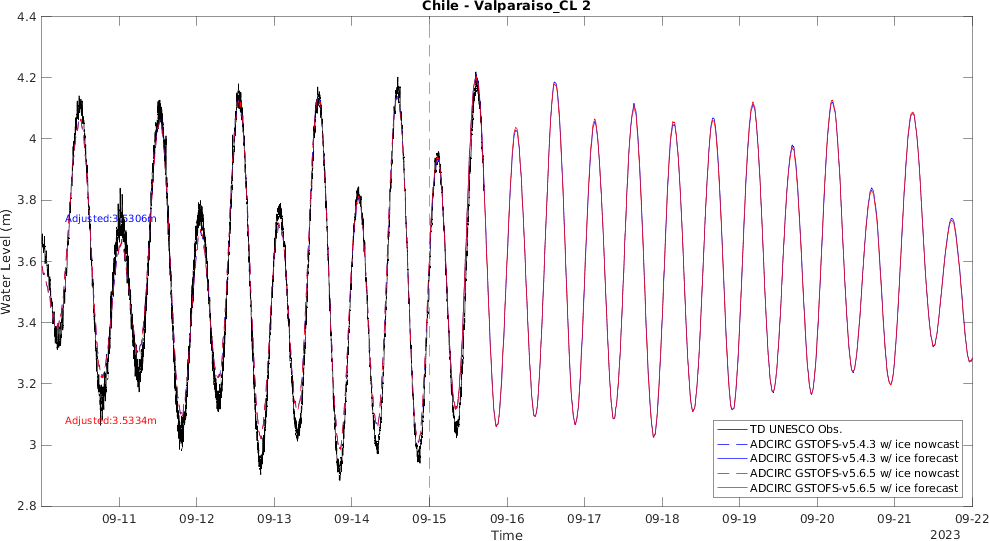 Chile - Valparaiso_CL 2
Water Level (m)
4.4
4.2
4
3.8
3.6
3.4
3.2
3
2.8
Adjusted:3.5306m
Adjusted:3.5334m
TD UNESCO Obs.
ADCIRC GSTOFS-v5.4.3 w/ ice nowcast
ADCIRC GSTOFS-v5.4.3 w/ ice forecast
ADCIRC GSTOFS-v5.6.5 w/ ice nowcast
ADCIRC GSTOFS-v5.6.5 w/ ice forecast
09-11 09-12 09-13 09-14 09-15 09-16 09-17 09-18 09-19 09-20 09-21 09-22
Time
2023